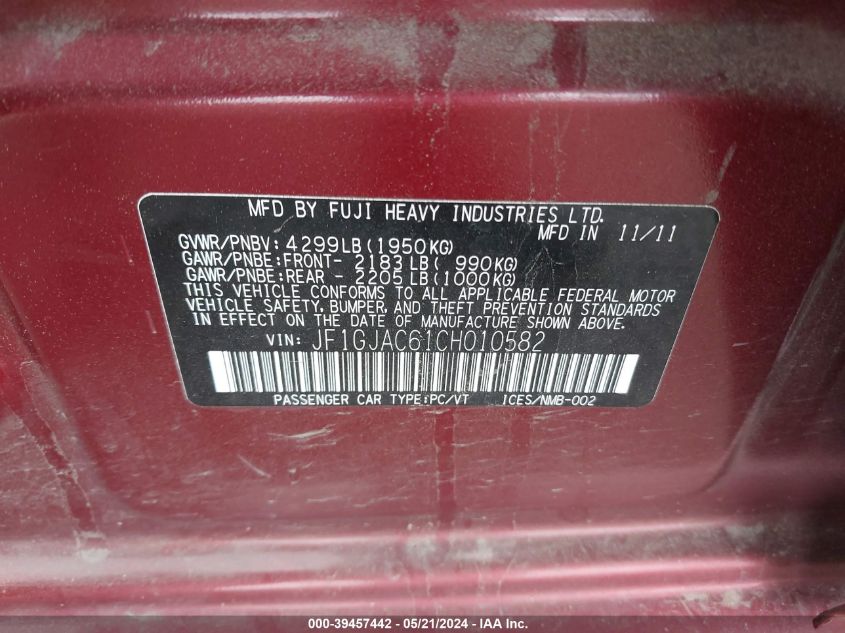 MFD BY FUJI HEAVY INDUSTRIES LTD.
MFD IN 11/11
GVWR/PNBV: 4299LB(1950KG)
GAWR/PNBE:FRONT- 2183LB( 990KG)
GAWR/PNBE:REAR - 2205LB(1000KG)
THIS VEHICLE CONFORMS TO ALL APPLICABLE FEDERAL MOTOR
VEHICLE SAFETY, BUMPER, AND THEFT PREVENTION STANDARDS
IN EFFECT ON THE DATE OF MANUFACTURE SHOWN ABOVE.
VIN: JF1GJAC61CH010582
PASSENGER CAR TYPE:PC/VT ICES/NMB-002
000-39457442 - 05/21/2024 - IAA Inc.